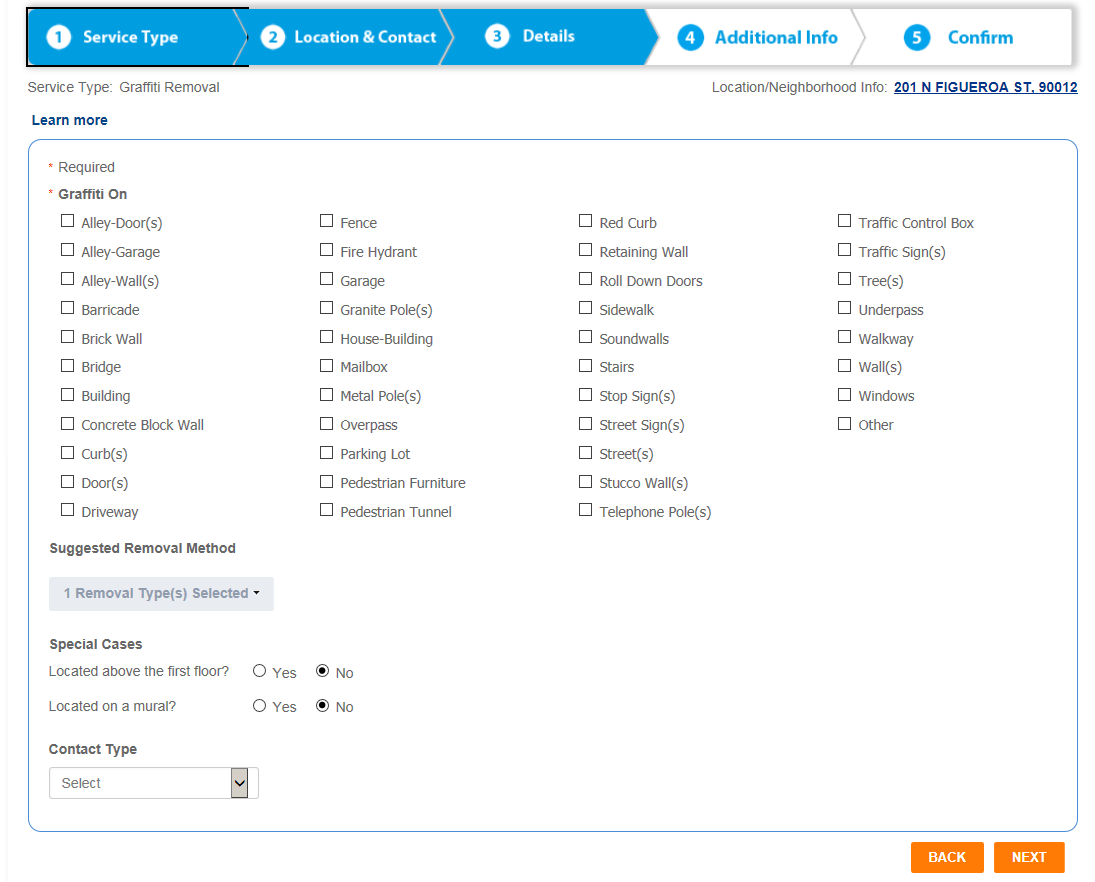 1 Service Type 2 Location & Contact 3 Details 4 Additional Info 5 Confirm
Service Type: Graffiti Removal Location/Neighborhood Info: 201 N FIGUEROA ST, 90012
Learn more
* Required
* Graffiti On
Alley-Door(s) Fence Red Curb Traffic Control Box
Alley-Garage Fire Hydrant Retaining Wall Traffic Sign(s)
Alley-Wall(s) Garage Roll Down Doors Tree(s)
Barricade Granite Pole(s) Sidewalk Underpass
Brick Wall House-Building Soundwalls Walkway
Bridge Mailbox Stairs Wall(s)
Building Metal Pole(s) Stop Sign(s) Windows
Concrete Block Wall Overpass Street Sign(s) Other
Curb(s) Parking Lot Street(s)
Door(s) Pedestrian Furniture Stucco Wall(s)
Driveway Pedestrian Tunnel Telephone Pole(s)
Suggested Removal Method
1 Removal Type(s) Selected
Special Cases
Located above the first floor? Yes No
Located on a mural? Yes No
Contact Type
Select
BACK NEXT